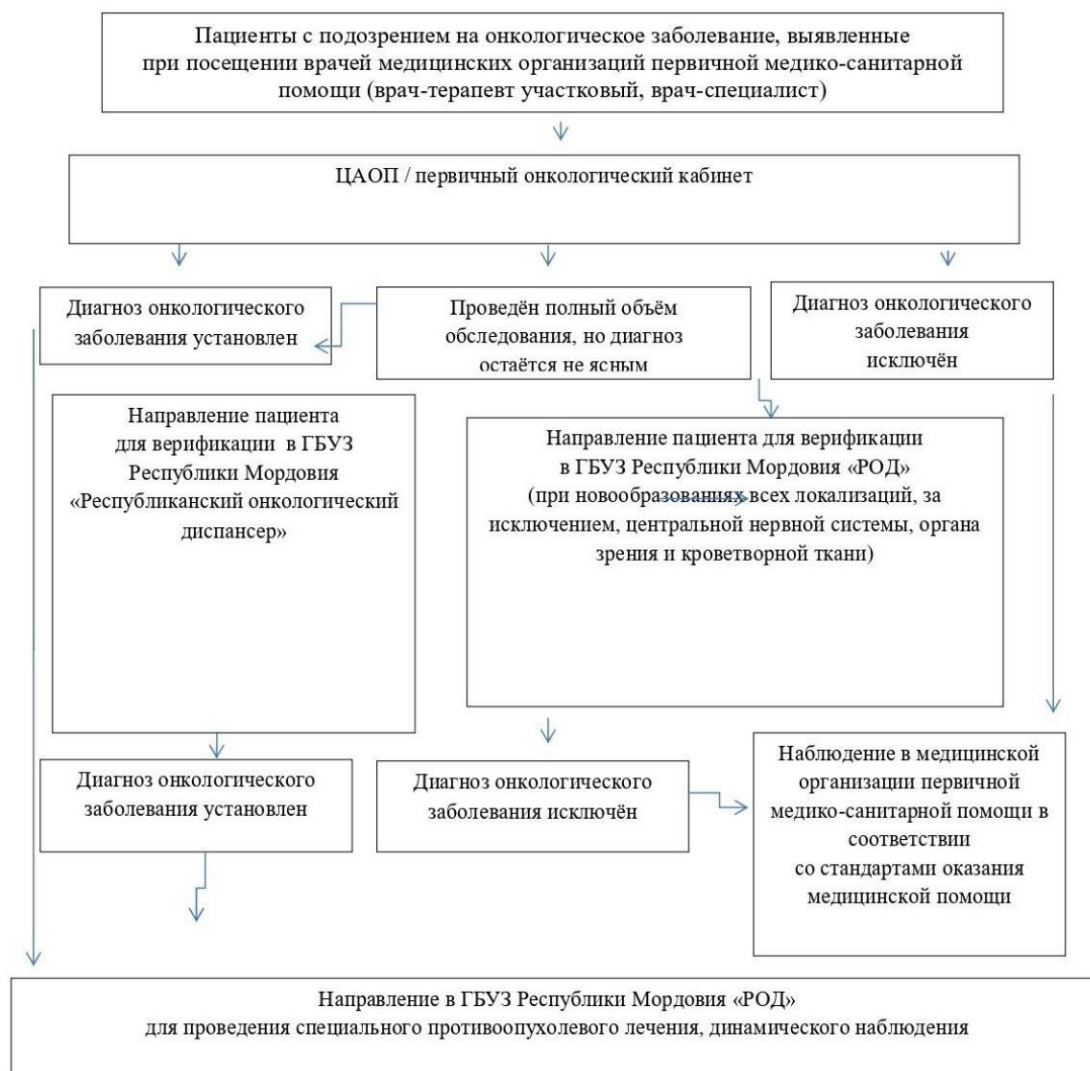 Пациенты с подозрением на онкологическое заболевание, выявленные
при посещении врачей медицинских организаций первичной медико-санитарной
помощи (врач-терапевт участковый, врач-специалист)
ЦАОП / первичный онкологический кабинет
Диагноз онкологического
заболевания установлен
Проведён полный объём
обследования, но диагноз
остаётся не ясным
Диагноз онкологического
заболевания
исключён
Направление пациента
для верификации в ГБУЗ
Республики Мордовия
«Республиканский онкологический
диспансер»
Направление пациента для верификации
в ГБУЗ Республики Мордовия «РОД»
(при новообразованиях всех локализаций, за
исключением, центральной нервной системы, органа
зрения и кроветворной ткани)
Диагноз онкологического
заболевания установлен
Диагноз онкологического
заболевания исключён
Наблюдение в медицинской
организации первичной
медико-санитарной помощи в
соответствии
со стандартами оказания
медицинской помощи
Направление в ГБУЗ Республики Мордовия «РОД»
для проведения специального противоопухолевого лечения, динамического наблюдения